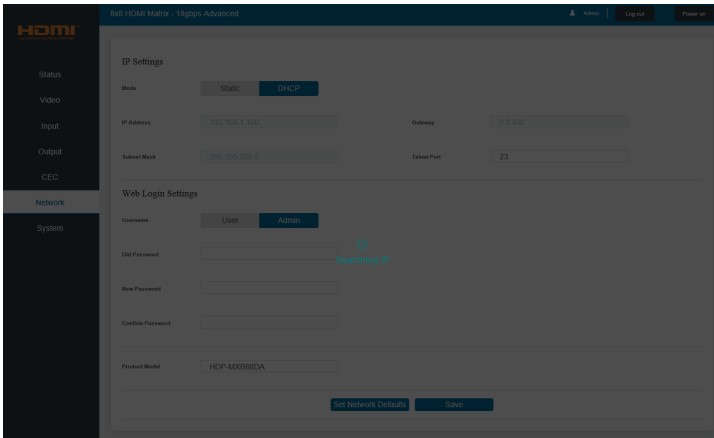 8x8 HDMI Matrix - 18gbps Advanced
Admin
Log out
Power on
HDMI
Status
Video
Input
Output
CEC
Network
System
IP Settings
Mode
Static
DHCP
IP Address
192.168.1.100
Gateway
0.0.0.0
Subnet Mask
255.255.255.0
Telnet Port
23
Web Login Settings
Username
User
Admin
Old Password
Searching IP
New Password
Confirm Password
Product Model
HDP-MXB88DA
Set Network Defaults
Save